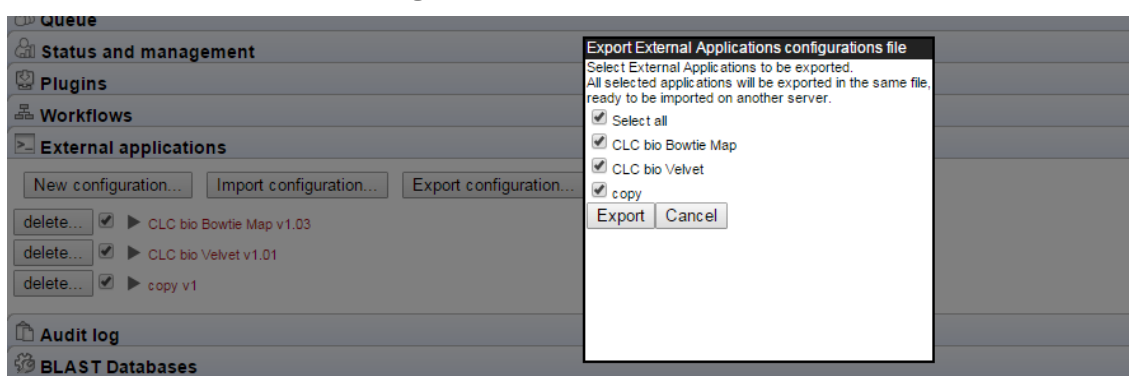 Queue
Status and management
Plugins
Workflows
External applications
New configuration... Import configuration... Export configuration...
delete... CLC bio Bowtie Map v1.03
delete... CLC bio Velvet v1.01
delete... copy v1
Audit log
BLAST Databases
Export External Applications configurations file
Select External Applications to be exported.
All selected applications will be exported in the same file,
ready to be imported on another server.
Select all
CLC bio Bowtie Map
CLC bio Velvet
copy
Export Cancel